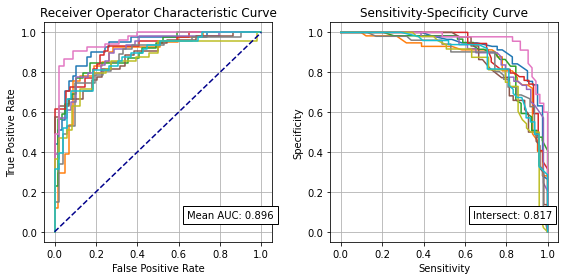 Receiver Operator Characteristic Curve
True Positive Rate
1.0
0.8
0.6
0.4
0.2
0.0
Mean AUC: 0.896
0.0 0.2 0.4 0.6 0.8 1.0
False Positive Rate
Sensitivity-Specificity Curve
Specificity
1.0
0.8
0.6
0.4
0.2
0.0
Intersect: 0.817
0.0 0.2 0.4 0.6 0.8 1.0
Sensitivity